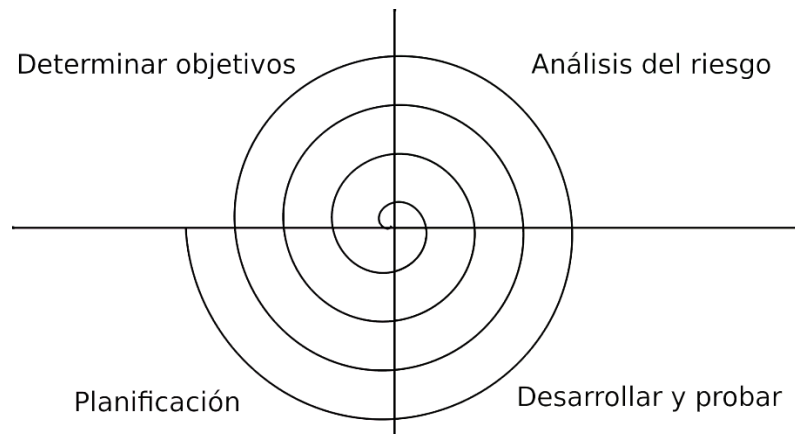 Determinar objetivos
Análisis del riesgo
Planificación
Desarrollar y probar